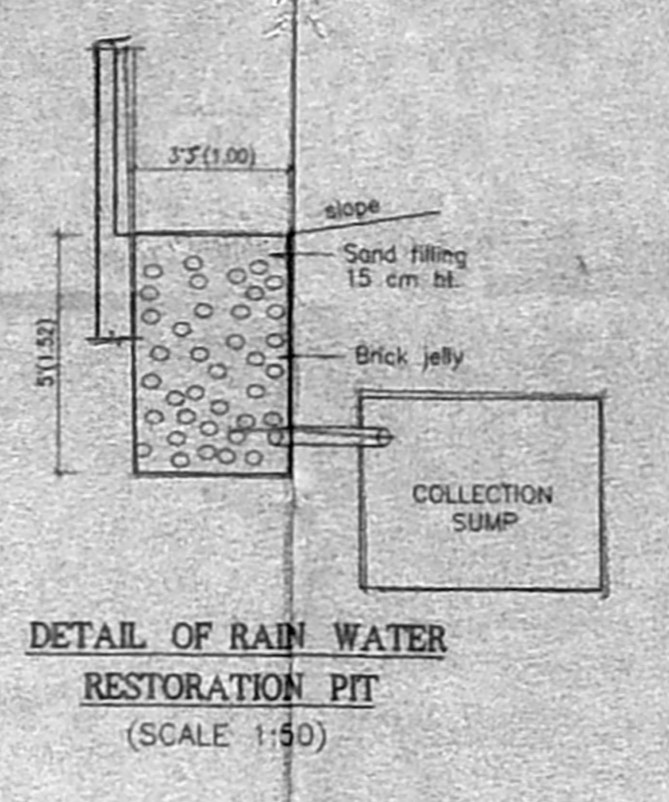 3'3"(1.00)
slope
Sand filling
15 cm ht.
Brick jelly
5'(1.52)
COLLECTION
SUMP
DETAIL OF RAIN WATER
RESTORATION PIT
(SCALE 1:50)